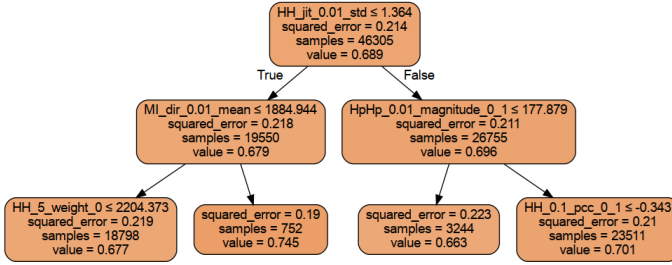 HH_jit_0.01_std ≤ 1.364
squared_error = 0.214
samples = 46305
value = 0.689
True
False
MI_dir_0.01_mean ≤ 1884.944
squared_error = 0.218
samples = 19550
value = 0.679
HpHp_0.01_magnitude_0_1 ≤ 177.879
squared_error = 0.211
samples = 26755
value = 0.696
HH_5_weight_0 ≤ 2204.373
squared_error = 0.219
samples = 18798
value = 0.677
squared_error = 0.19
samples = 752
value = 0.745
squared_error = 0.223
samples = 3244
value = 0.663
HH_0.1_pcc_0_1 ≤ -0.343
squared_error = 0.21
samples = 23511
value = 0.701